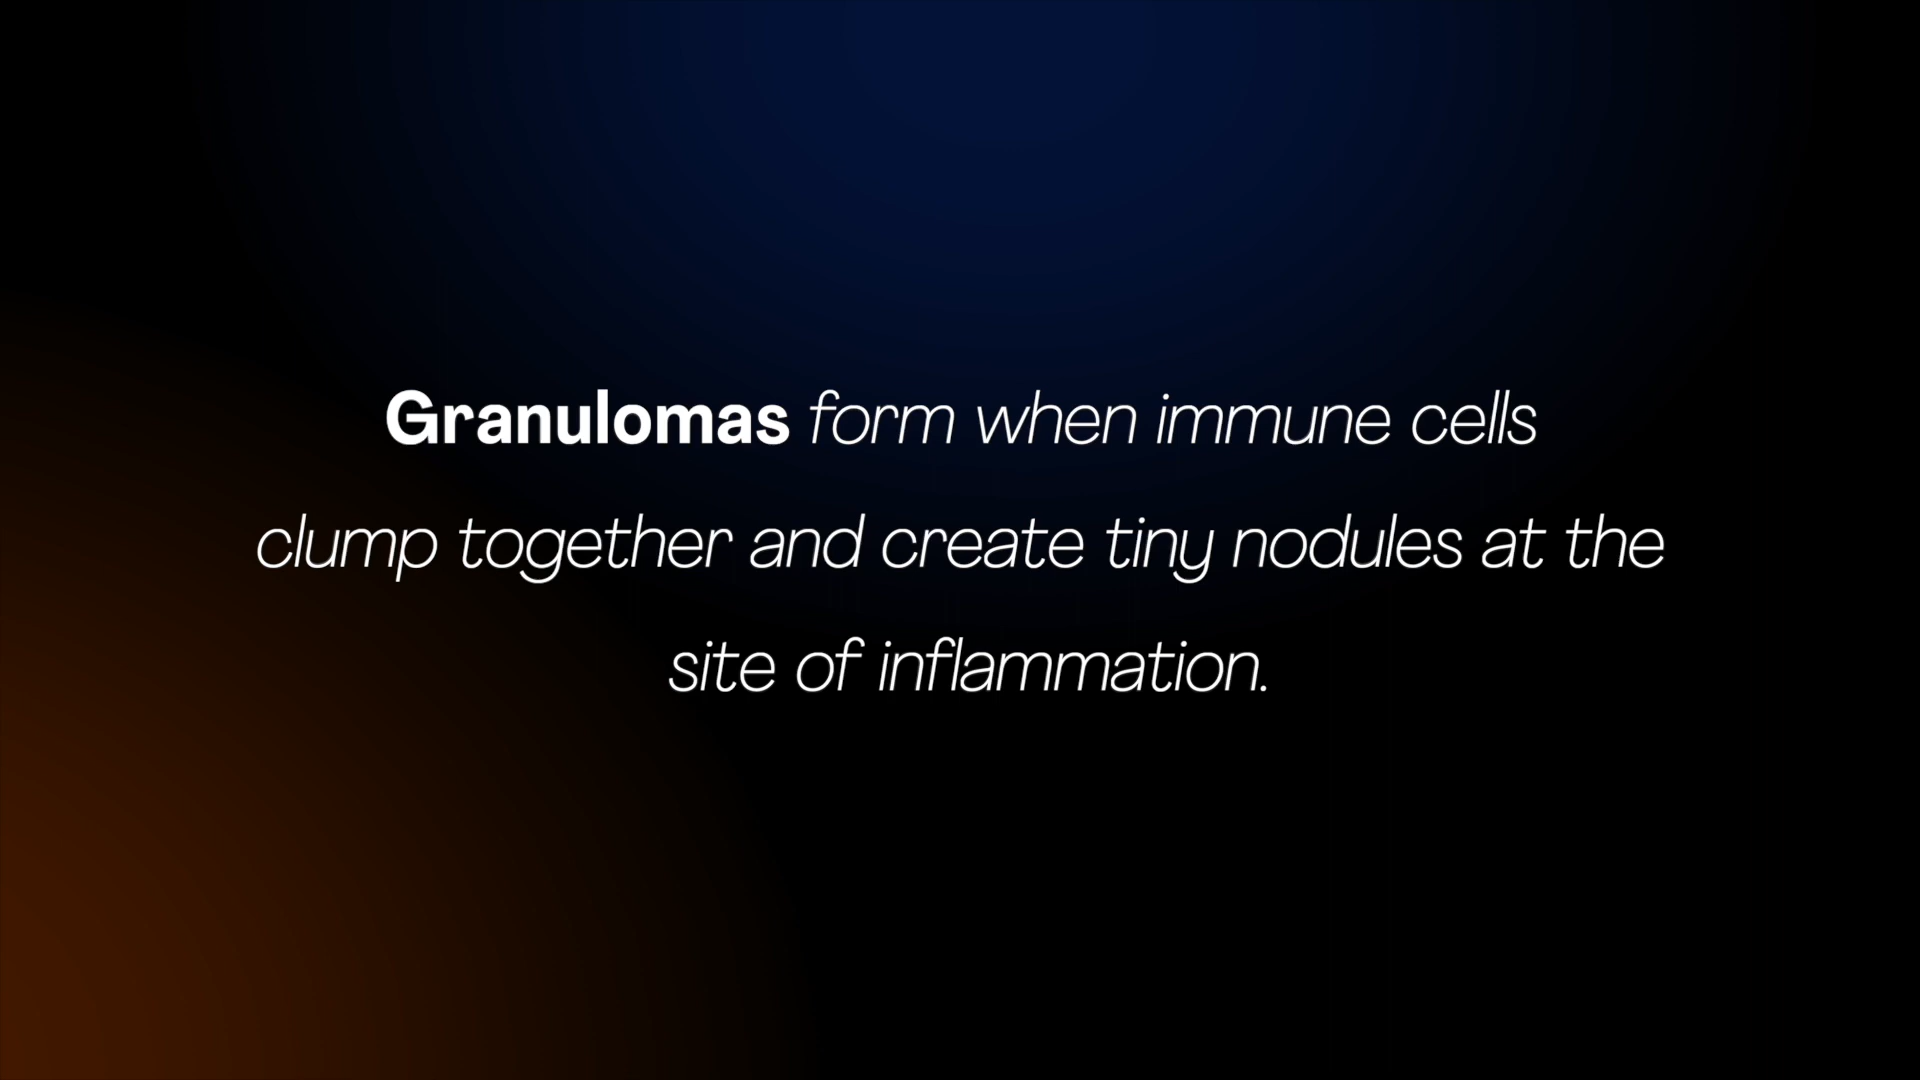 Granulomas form when immune cells
clump together and create tiny nodules at the
site of inflammation.